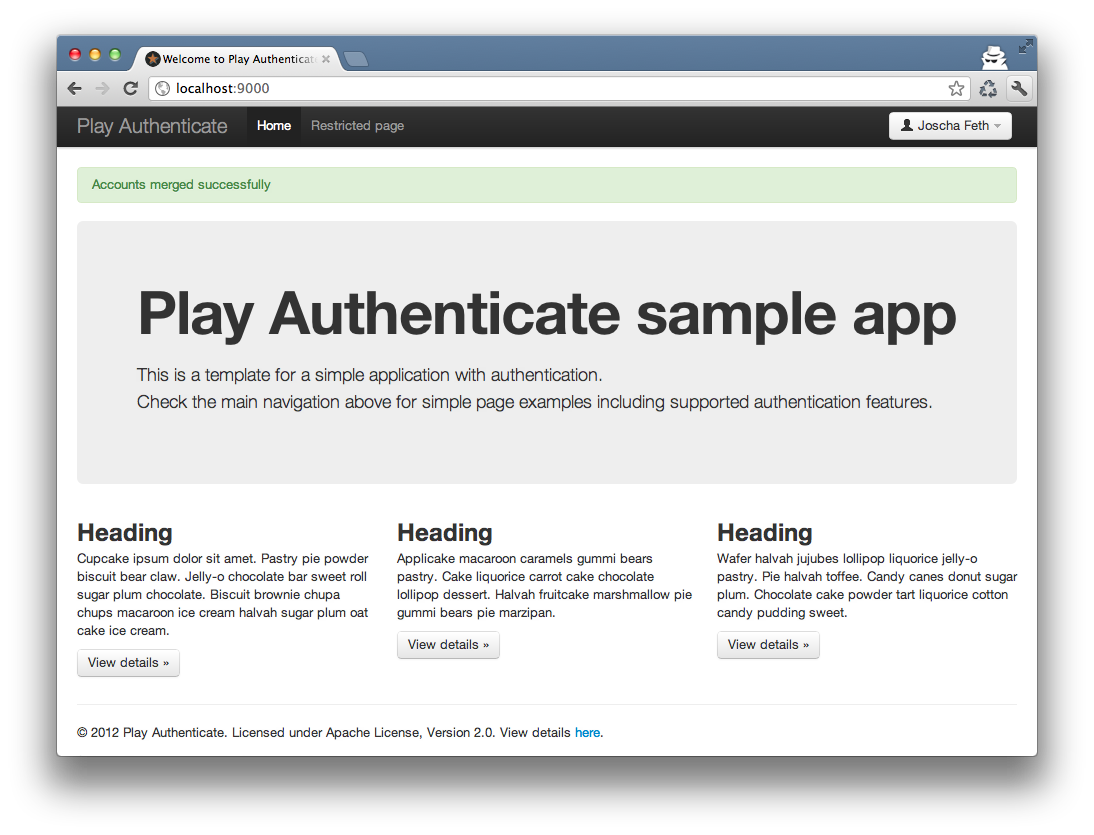 Welcome to Play Authenticat
localhost:9000
Play Authenticate Home Restricted page Joscha Feth
Accounts merged successfully
Play Authenticate sample app
This is a template for a simple application with authentication.
Check the main navigation above for simple page examples including supported authentication features.
Heading
Cupcake ipsum dolor sit amet. Pastry pie powder
biscuit bear claw. Jelly-o chocolate bar sweet roll
sugar plum chocolate. Biscuit brownie chupa
chups macaroon ice cream halvah sugar plum oat
cake ice cream.
View details »
Heading
Applicake macaroon caramels gummi bears
pastry. Cake liquorice carrot cake chocolate
lollipop dessert. Halvah fruitcake marshmallow pie
gummi bears pie marzipan.
View details »
Heading
Wafer halvah jujubes lollipop liquorice jelly-o
pastry. Pie halvah toffee. Candy canes donut sugar
plum. Chocolate cake powder tart liquorice cotton
candy pudding sweet.
View details »
© 2012 Play Authenticate. Licensed under Apache License, Version 2.0. View details here.